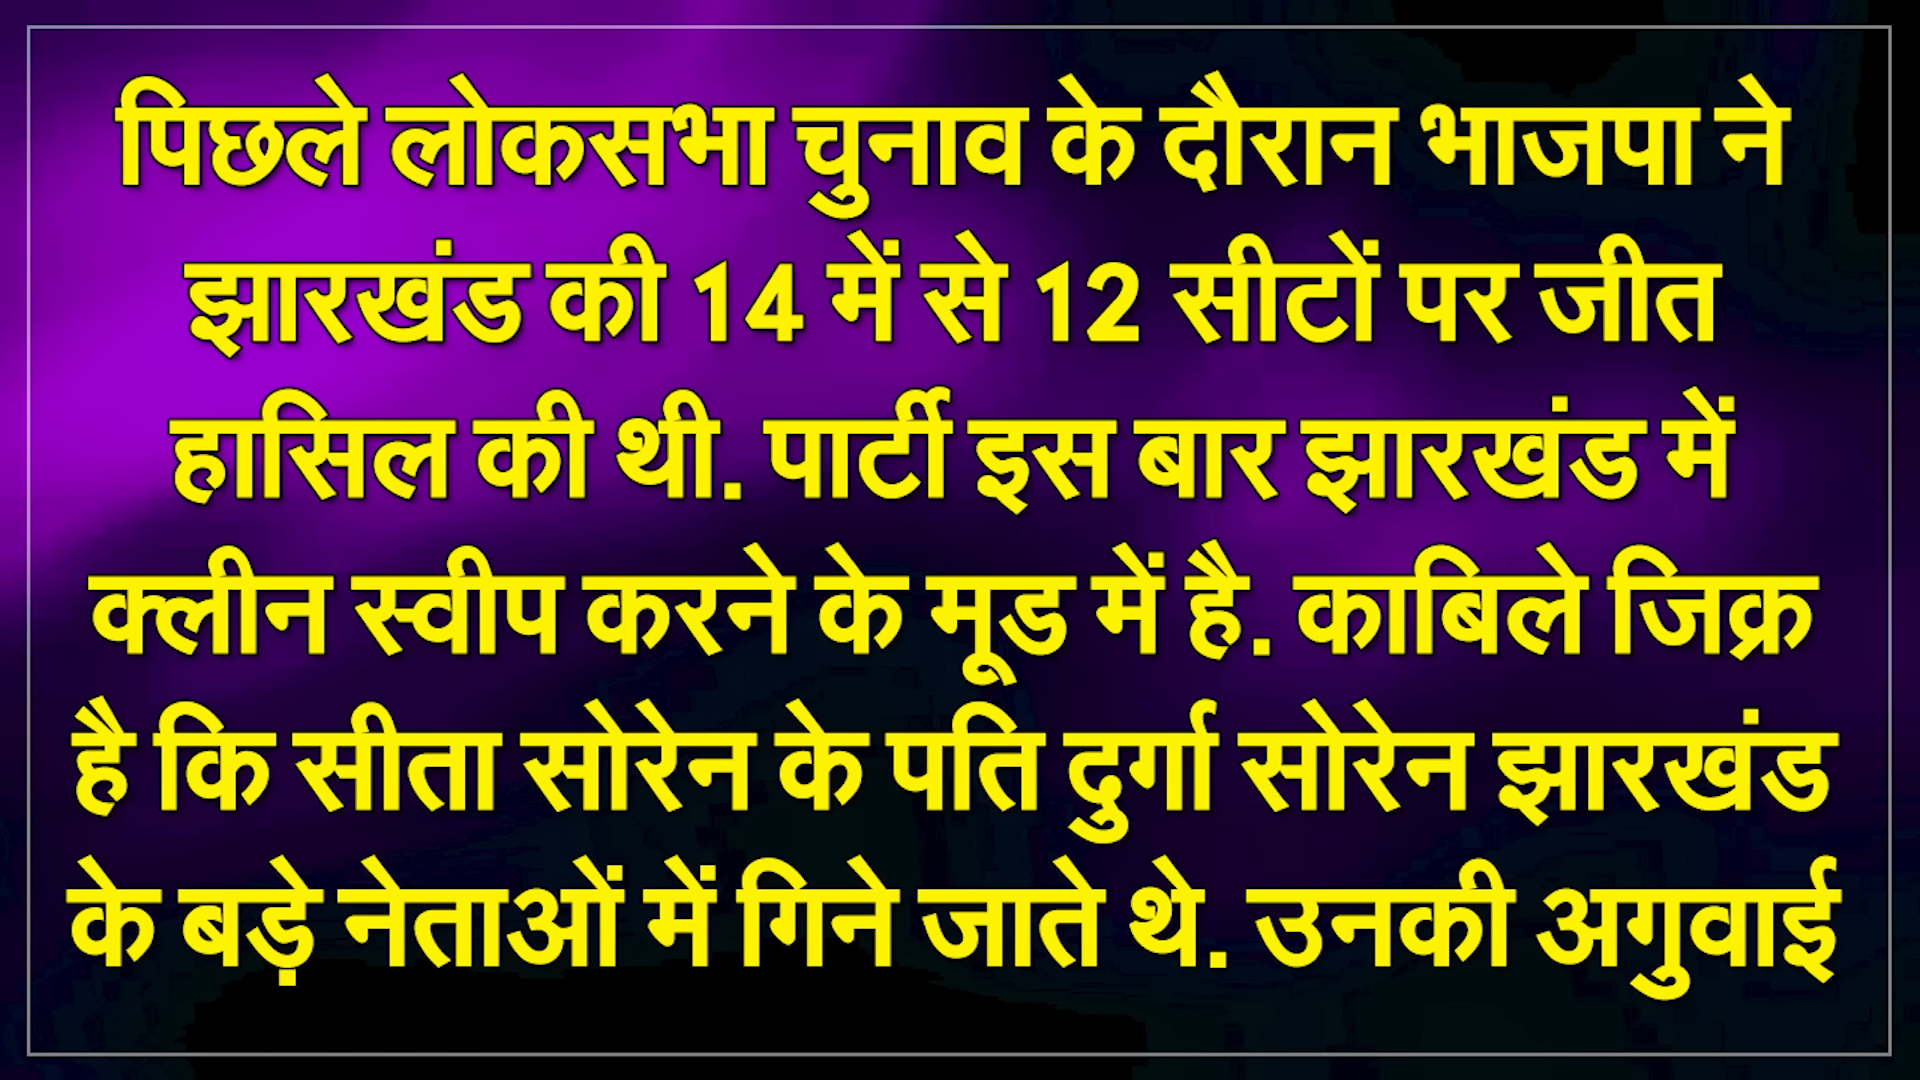 पिछले लोकसभा चुनाव के दौरान भाजपा ने
झारखंड की 14 में से 12 सीटों पर जीत
हासिल की थी. पार्टी इस बार झारखंड में
क्लीन स्वीप करने के मूड में है. काबिले जिक्र
है कि सीता सोरेन के पति दुर्गा सोरेन झारखंड
के बड़े नेताओं में गिने जाते थे. उनकी अगुवाई